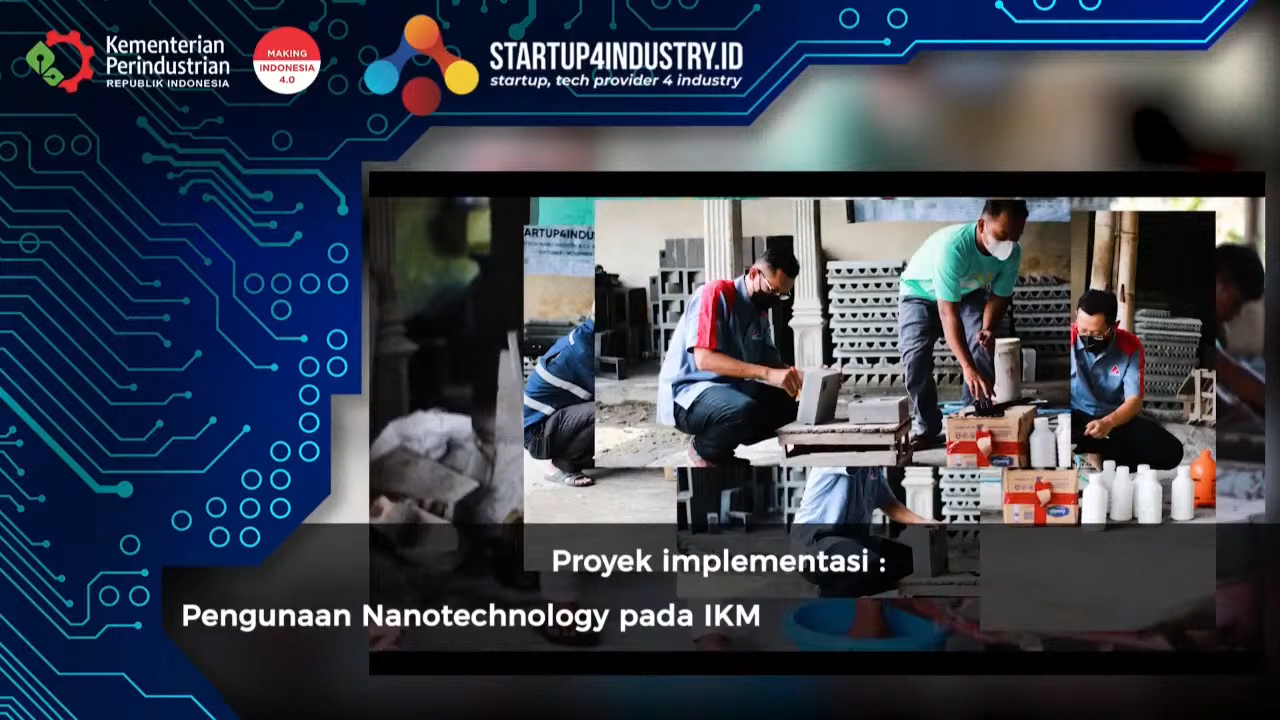 Kementerian
Perindustrian
REPUBLIK INDONESIA
MAKING
INDONESIA
4.0
STARTUP4INDUSTRY.ID
startup, tech provider 4 industry
ARTUP4INDU
Proyek implementasi :
Pengunaan Nanotechnology pada IKM